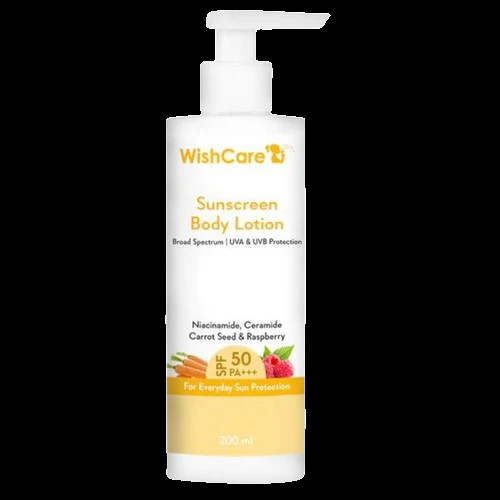 WishCare
Sunscreen
Body Lotion
Broad Spectrum | UVA & UVB Protection
Niacinamide, Ceramide
Carrot Seed & Raspberry
SPF 50
PA+++
For Everyday Sun Protection
200 ml